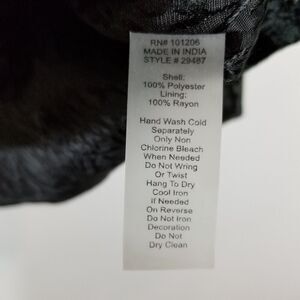 RN# 101206
MADE IN INDIA
STYLE # 29487
Shell:
100% Polyester
Lining:
100% Rayon
Hand Wash Cold
Separately
Only Non
Chlorine Bleach
When Needed
Do Not Wring
Or Twist
Hang To Dry
Cool Iron
if Needed
On Reverse
Do Not Iron
Decoration
Do Not
Dry Clean